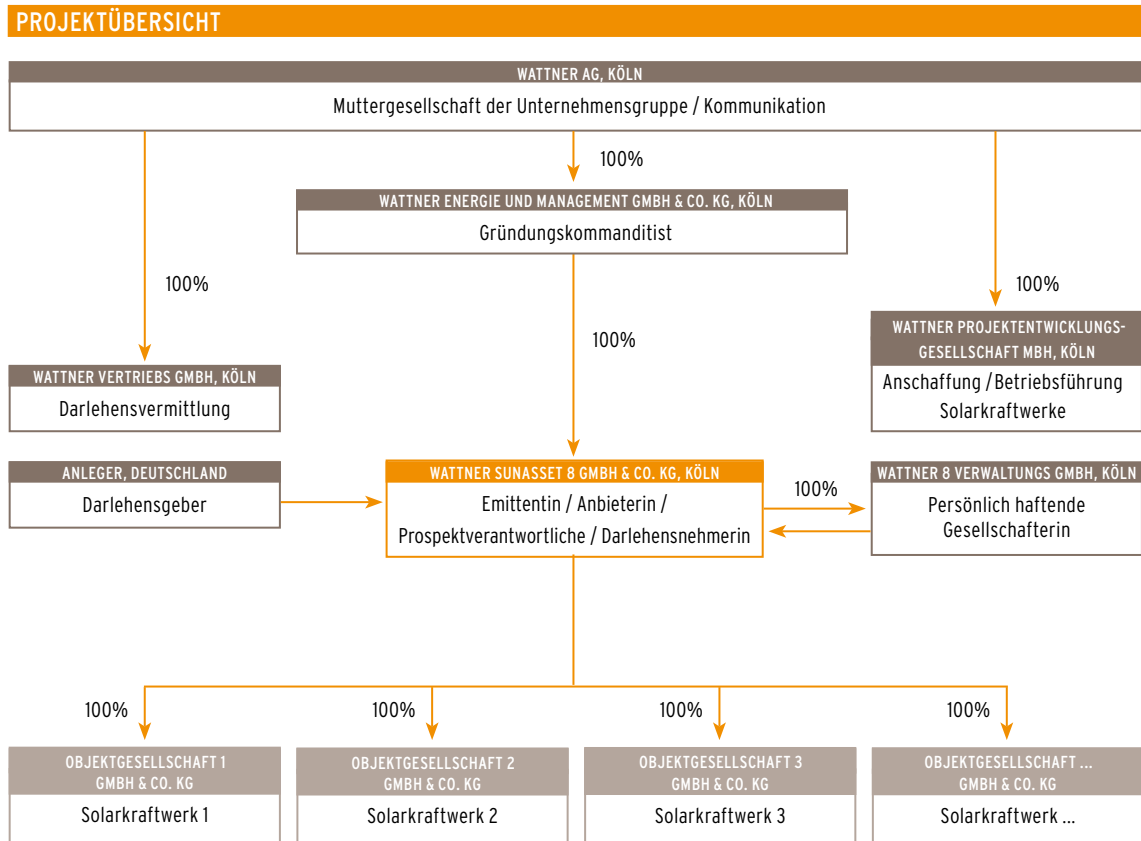 PROJEKTÜBERSICHT
WATTNER AG, KÖLN
Muttergesellschaft der Unternehmensgruppe / Kommunikation
100%
WATTNER ENERGIE UND MANAGEMENT GMBH & CO. KG, KÖLN
Gründungskommanditist
100%
100%
100%
WATTNER PROJEKTENTWICKLUNGS-
GESELLSCHAFT MBH, KÖLN
Anschaffung / Betriebsführung
Solarkraftwerke
WATTNER VERTRIEBS GMBH, KÖLN
Darlehensvermittlung
ANLEGER, DEUTSCHLAND
Darlehensgeber
WATTNER SUNASSET 8 GMBH & CO. KG, KÖLN
Emittentin / Anbieterin /
Prospektverantwortliche / Darlehensnehmerin
100%
WATTNER 8 VERWALTUNGS GMBH, KÖLN
Persönlich haftende
Gesellschafterin
100%
100%
100%
100%
OBJEKTGESELLSCHAFT 1
GMBH & CO. KG
Solarkraftwerk 1
OBJEKTGESELLSCHAFT 2
GMBH & CO. KG
Solarkraftwerk 2
OBJEKTGESELLSCHAFT 3
GMBH & CO. KG
Solarkraftwerk 3
OBJEKTGESELLSCHAFT ...
GMBH & CO. KG
Solarkraftwerk ...